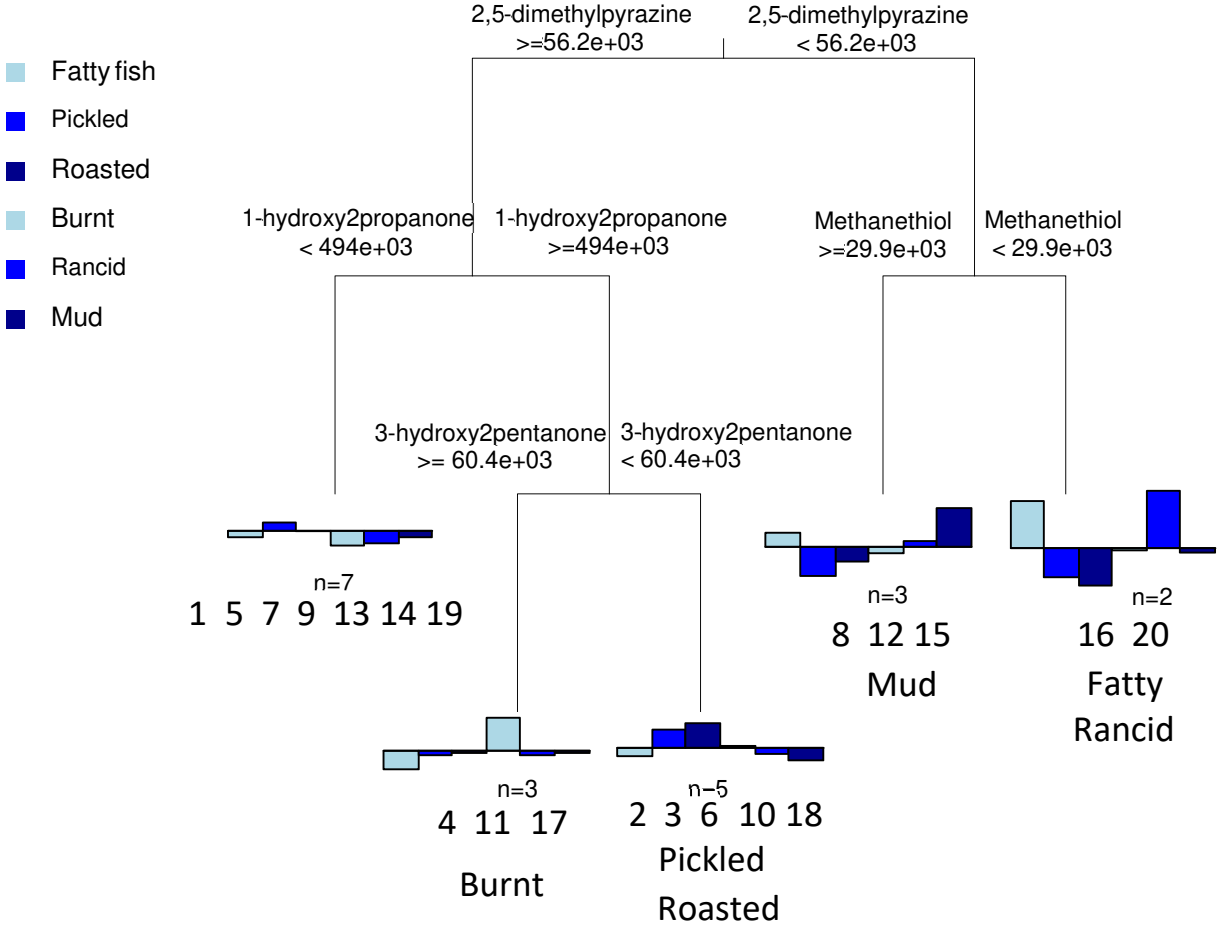 2,5-dimethylpyrazine
>=56.2e+03
2,5-dimethylpyrazine
< 56.2e+03
Fatty fish
Pickled
Roasted
Burnt
Rancid
Mud
1-hydroxy2propanone
< 494e+03
1-hydroxy2propanone
>=494e+03
Methanethiol
>=29.9e+03
Methanethiol
< 29.9e+03
3-hydroxy2pentanone
>= 60.4e+03
3-hydroxy2pentanone
< 60.4e+03
n=7
1 5 7 9 13 14 19
n=3
8 12 15
Mud
n=2
16 20
Fatty
Rancid
n=3
4 11 17
Burnt
n=5
2 3 6 10 18
Pickled
Roasted